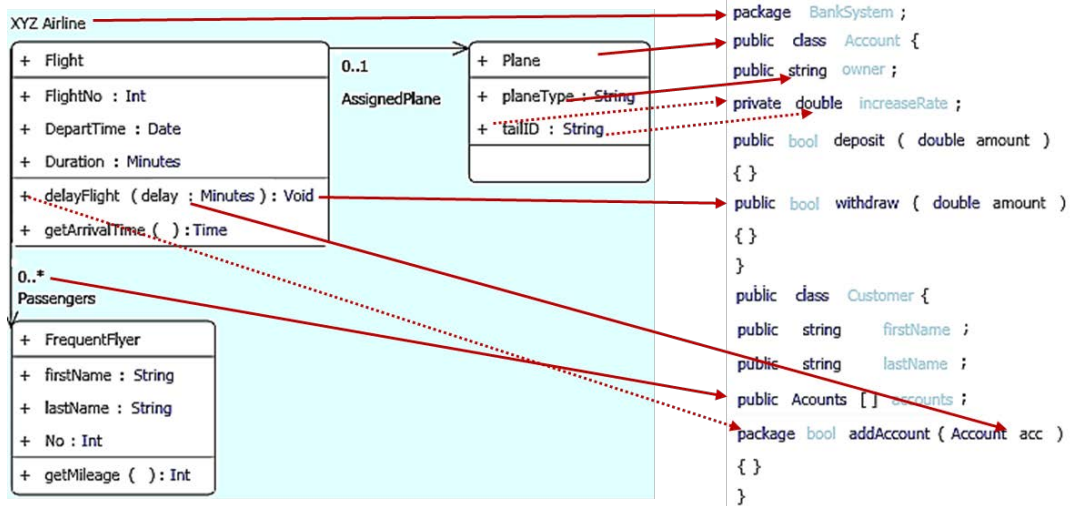 XYZ Airline
+ Flight
+ FlightNo : Int
+ DepartTime : Date
+ Duration : Minutes
+ delayFlight ( delay : Minutes ) : Void
+ getArrivalTime ( ) : Time
0..1
AssignedPlane
+ Plane
+ planeType : String
+ tailID : String
0..*
Passengers
+ FrequentFlyer
+ firstName : String
+ lastName : String
+ No : Int
+ getMileage ( ) : Int
package BankSystem ;
public class Account {
public string owner ;
private double increaseRate ;
public bool deposit ( double amount )
{ }
public bool withdraw ( double amount )
{ }
}
public class Customer {
public string firstName ;
public string lastName ;
public Acounts [ ] accounts ;
package bool addAccount ( Account acc )
{ }
}